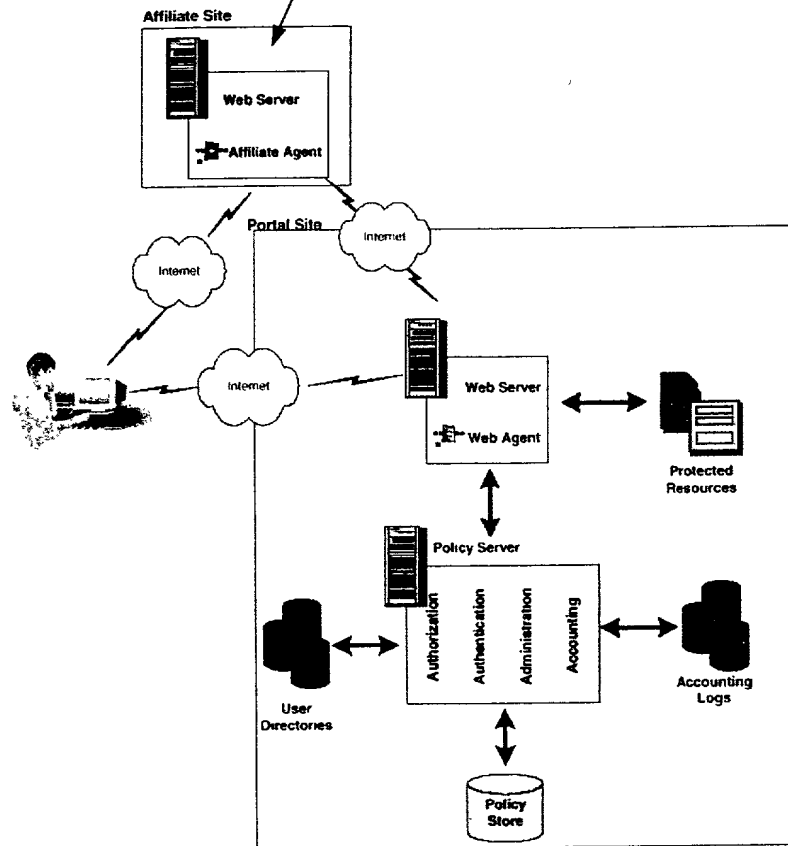 Affiliate Site
Web Server
Affiliate Agent
Portal Site
Internet
Internet
Internet
Web Server
Web Agent
Protected
Resources
Policy Server
Authorization
Authentication
Administration
Accounting
User
Directories
Accounting
Logs
Policy
Store